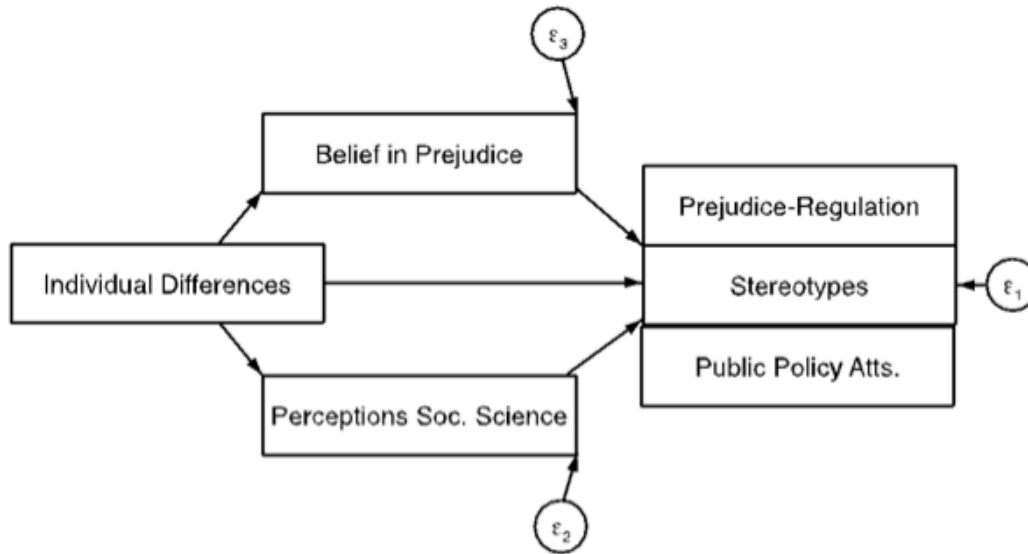 ε3
Belief in Prejudice
Prejudice-Regulation
Individual Differences
Stereotypes
ε1
Public Policy Atts.
Perceptions Soc. Science
ε2